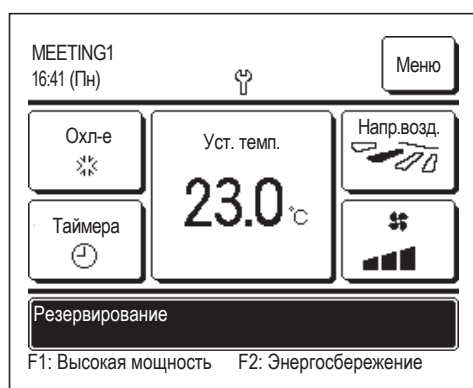 MEETING1
16:41 (Пн)
Меню
Охл-е
Уст. темп.
Напр.возд.
23.0 °C
Таймера
Резервирование
F1: Высокая мощность F2: Энергосбережение